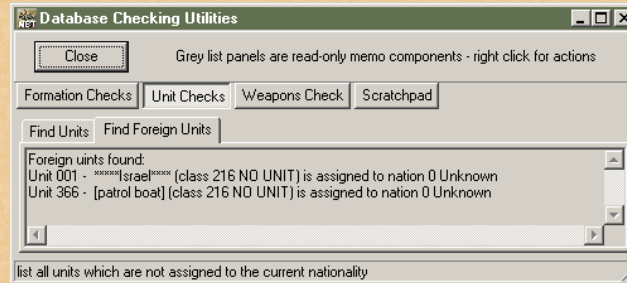 NET Database Checking Utilities
Close Grey list panels are read-only memo components - right click for actions
Formation Checks Unit Checks Weapons Check Scratchpad
Find Units Find Foreign Units
Foreign uints found:
Unit 001 - *****Israel**** (class 216 NO UNIT) is assigned to nation 0 Unknown
Unit 366 - [patrol boat] (class 216 NO UNIT) is assigned to nation 0 Unknown
list all units which are not assigned to the current nationality